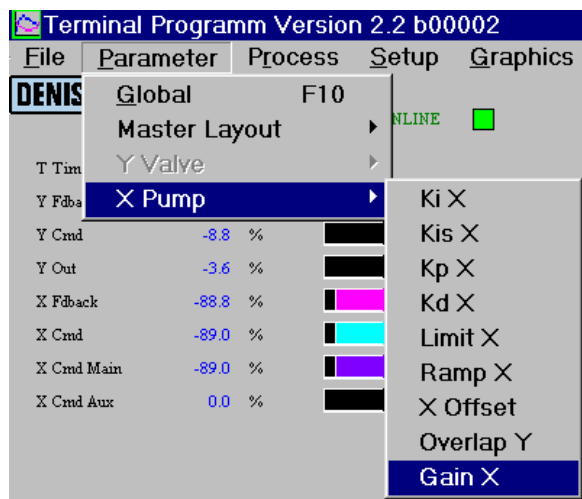 Terminal Programm Version 2.2 b00002
File Parameter Process Setup Graphics
DENIS
Global F10
NLINE
Master Layout
T Tim
Y Valve
Y Fdba
X Pump
Ki X
Y Cmd -8.8 %
Kis X
Y Out -3.6 %
Kp X
X Fdback -88.8 %
Kd X
X Cmd -89.0 %
Limit X
X Cmd Main -89.0 %
Ramp X
X Cmd Aux 0.0 %
X Offset
Overlap Y
Gain X